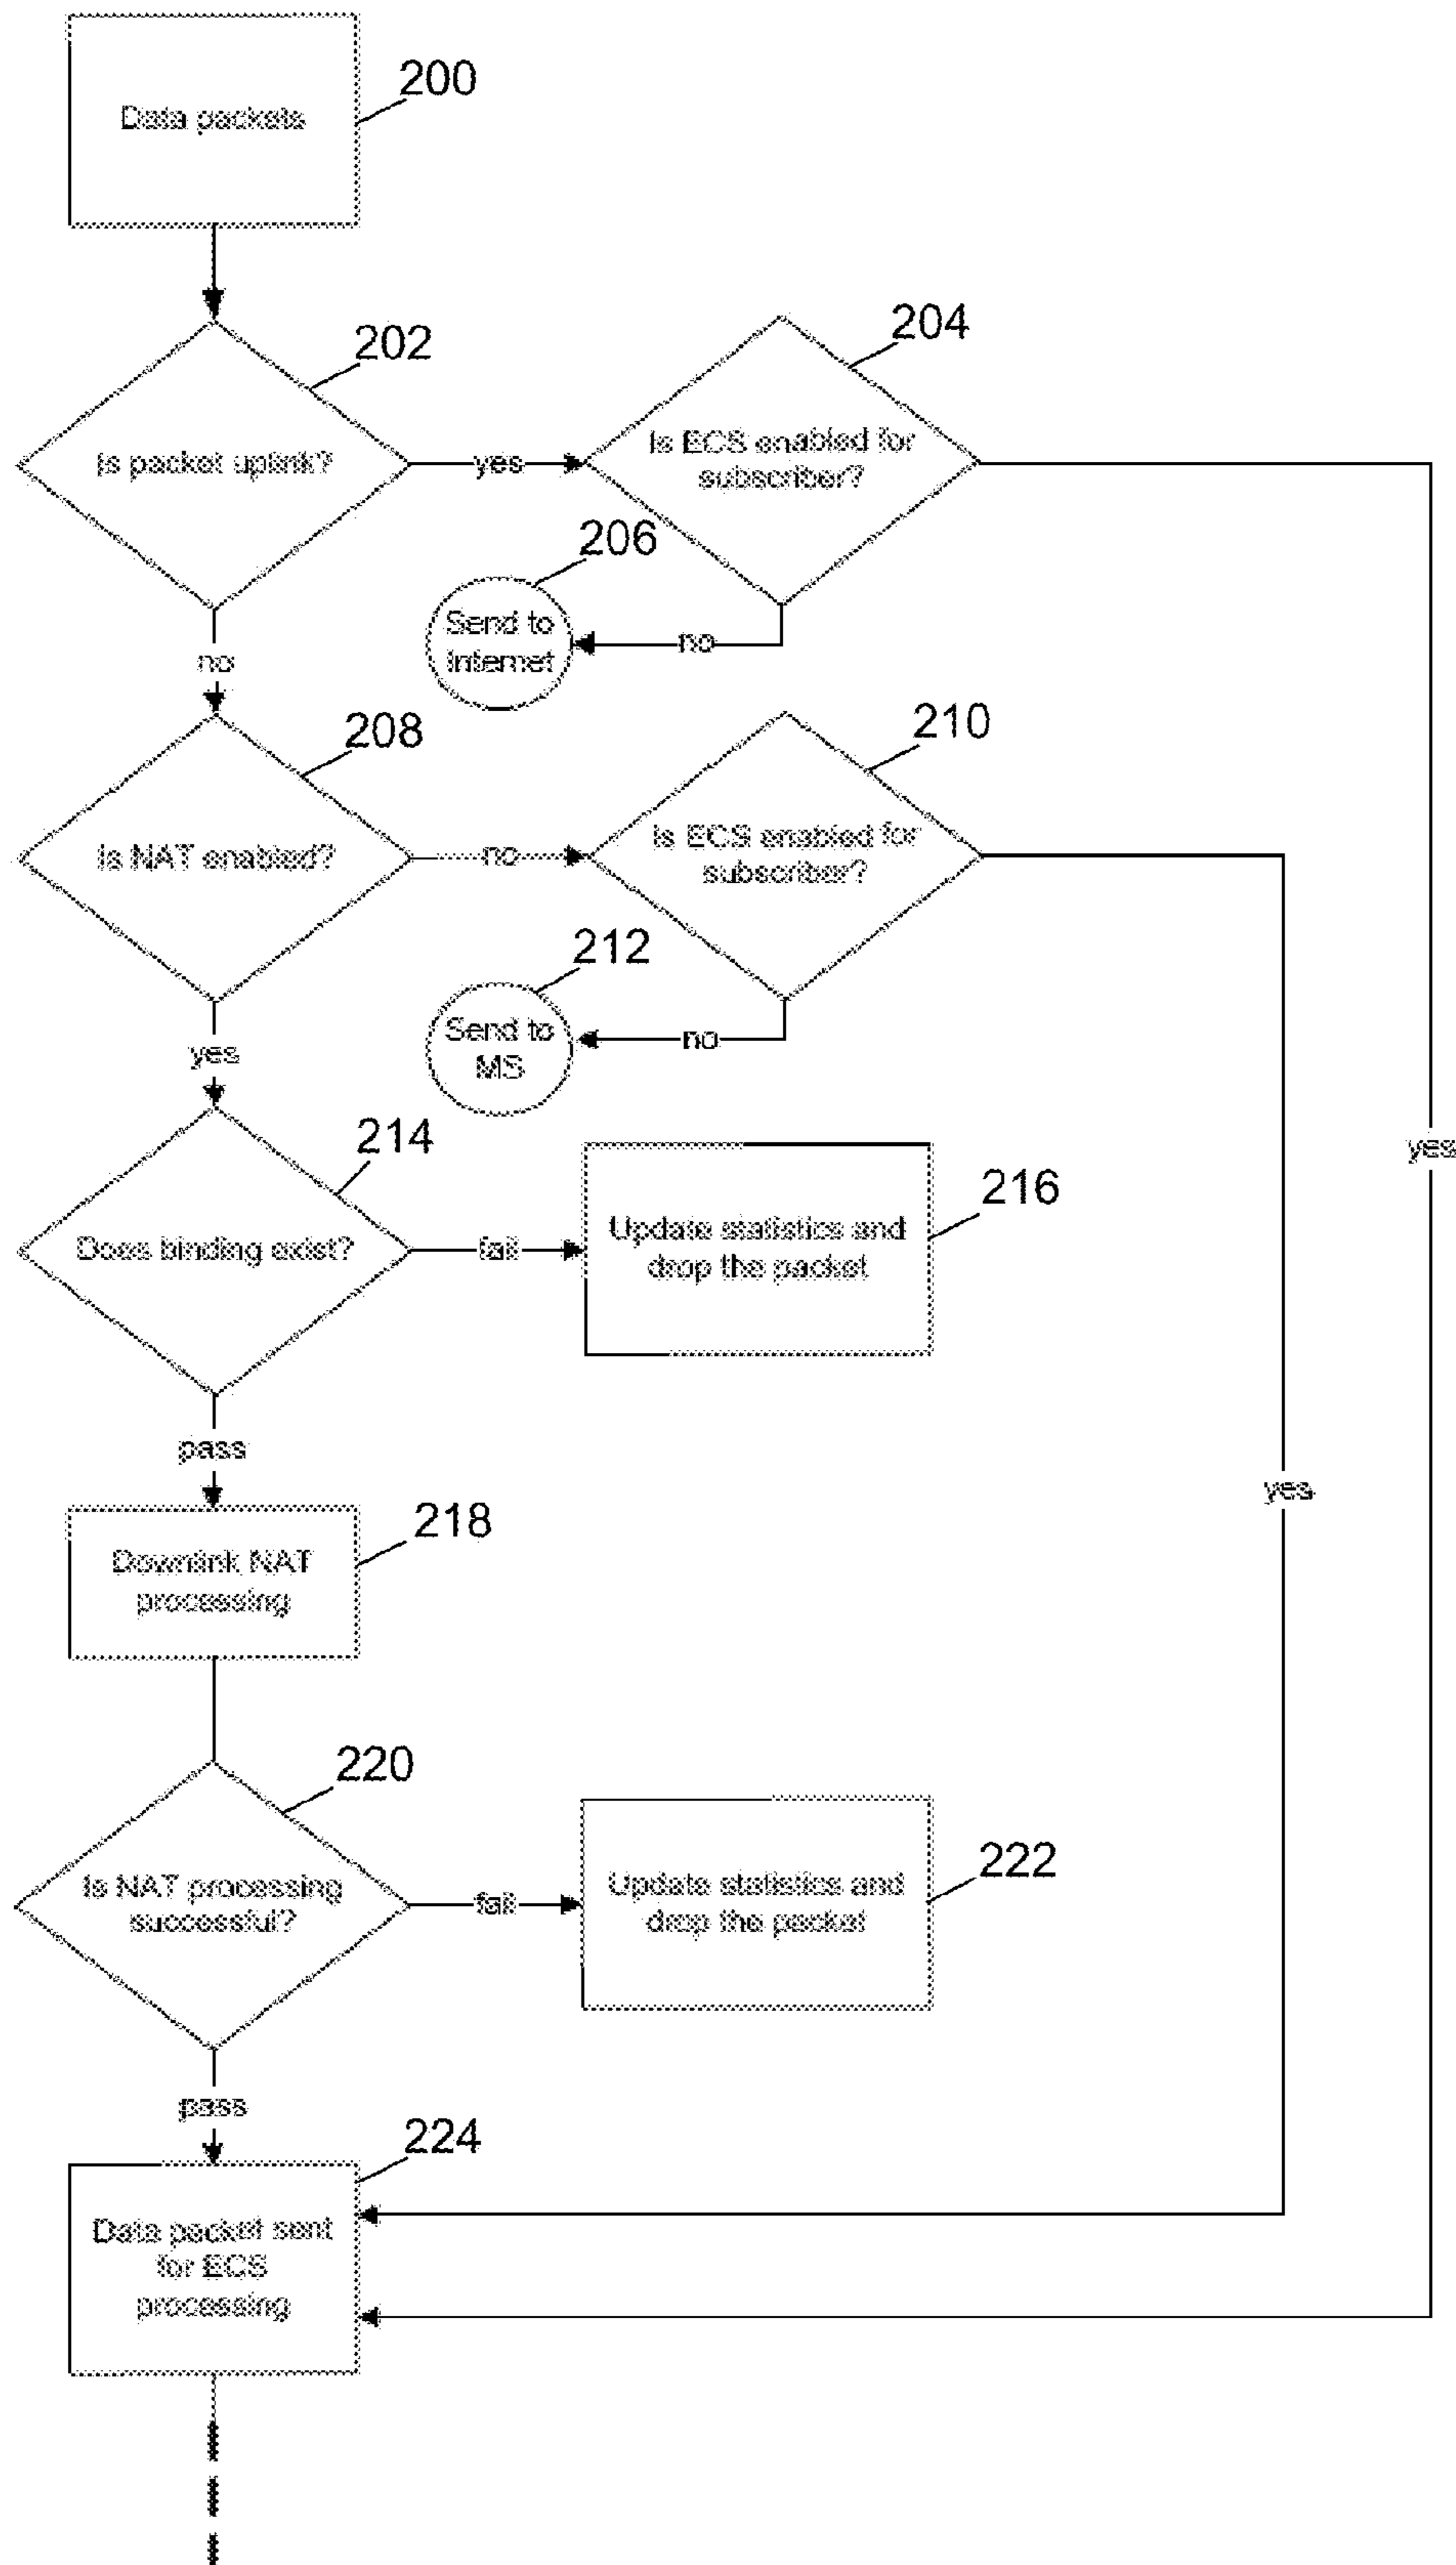 200
Data packets
202
Is packet uplink?
yes
204
Is ECS enabled for
subscriber?
206
Send to
Internet
no
no
208
Is NAT enabled?
no
210
Is ECS enabled for
subscriber?
212
Send to
MS
no
yes
214
Does binding exist?
fail
216
Update statistics and
drop the packet
yes
pass
218
Downlink NAT
processing
yes
220
Is NAT processing
successful?
fail
222
Update statistics and
drop the packet
pass
224
Data packet sent
for ECS
processing